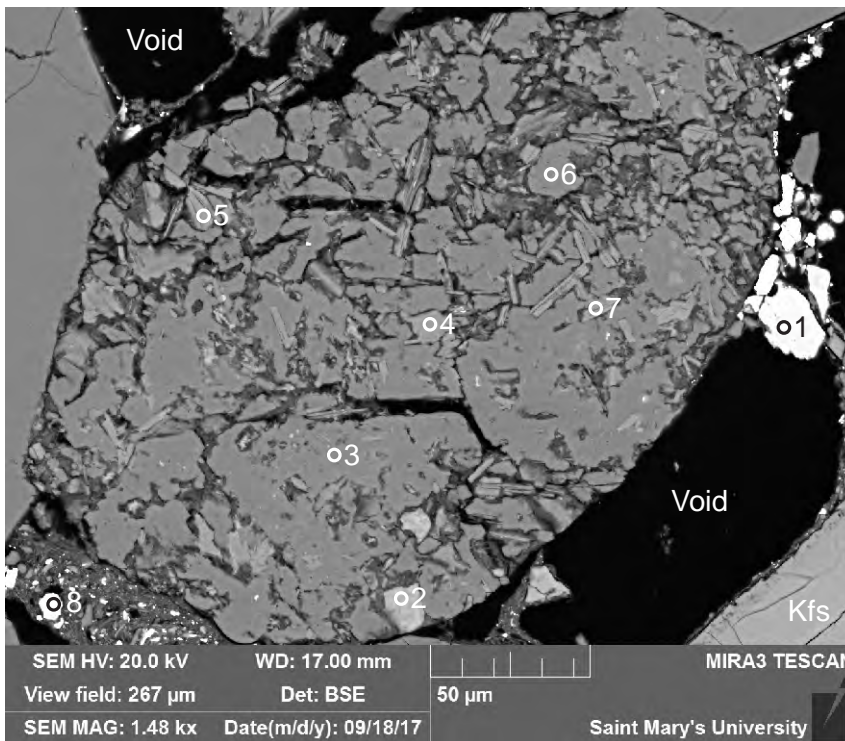 Void
6
5
7
4
1
3
Void
2
8
Kfs
SEM HV: 20.0 kV WD: 17.00 mm MIRA3 TESCAN
View field: 267 µm Det: BSE 50 µm
SEM MAG: 1.48 kx Date(m/d/y): 09/18/17 Saint Mary's University